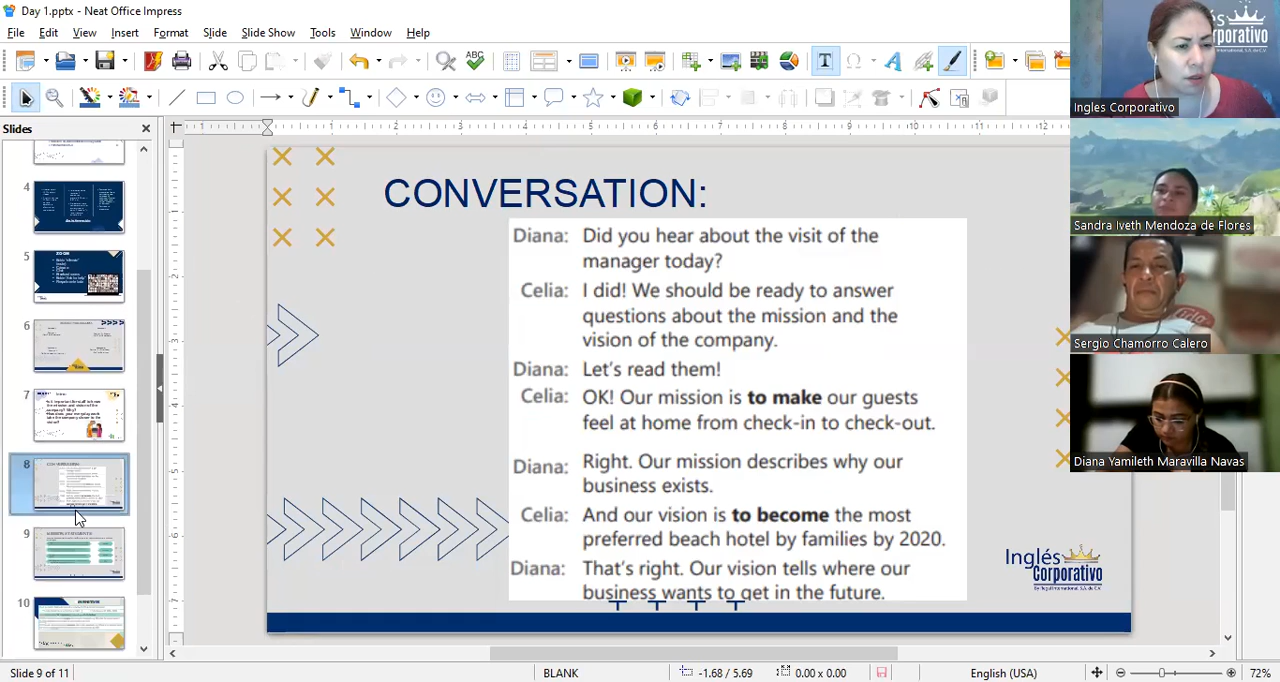 Day 1.pptx - Neat Office Impress
File Edit View Insert Format Slide Slide Show Tools Window Help
Slides
4
5
6
7
8
9
10
CONVERSATION:
Diana: Did you hear about the visit of the
manager today?
Celia: I did! We should be ready to answer
questions about the mission and the
vision of the company.
Diana: Let's read them!
Celia: OK! Our mission is to make our guests
feel at home from check-in to check-out.
Diana: Right. Our mission describes why our
business exists.
Celia: And our vision is to become the most
preferred beach hotel by families by 2020.
Diana: That's right. Our vision tells where our
business wants to get in the future.
Inglés
Corporativo
Ingles Corporativo
Sandra Iveth Mendoza de Flores
Sergio Chamorro Calero
Diana Yamileth Maravilla Navas
Slide 9 of 11
BLANK
-1.68 / 5.69
0.00 x 0.00
English (USA)
72%